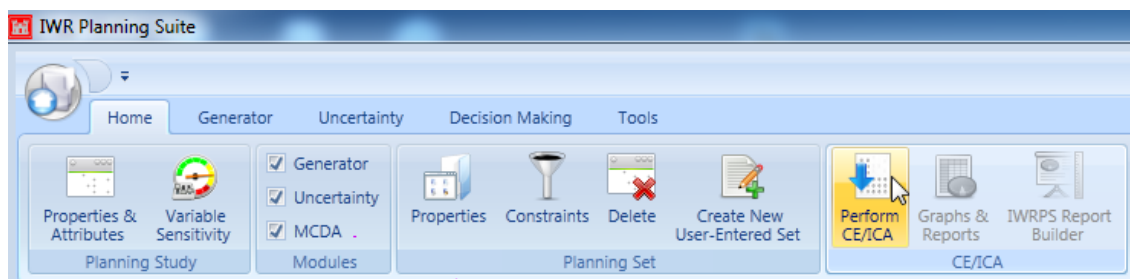 IWR Planning Suite
Home Generator Uncertainty Decision Making Tools
Generator
Uncertainty
MCDA
Properties & Attributes
Variable Sensitivity
Properties
Constraints
Delete
Create New
User-Entered Set
Perform
CE/ICA
Graphs &
Reports
IWRPS Report
Builder
Planning Study
Modules
Planning Set
CE/ICA